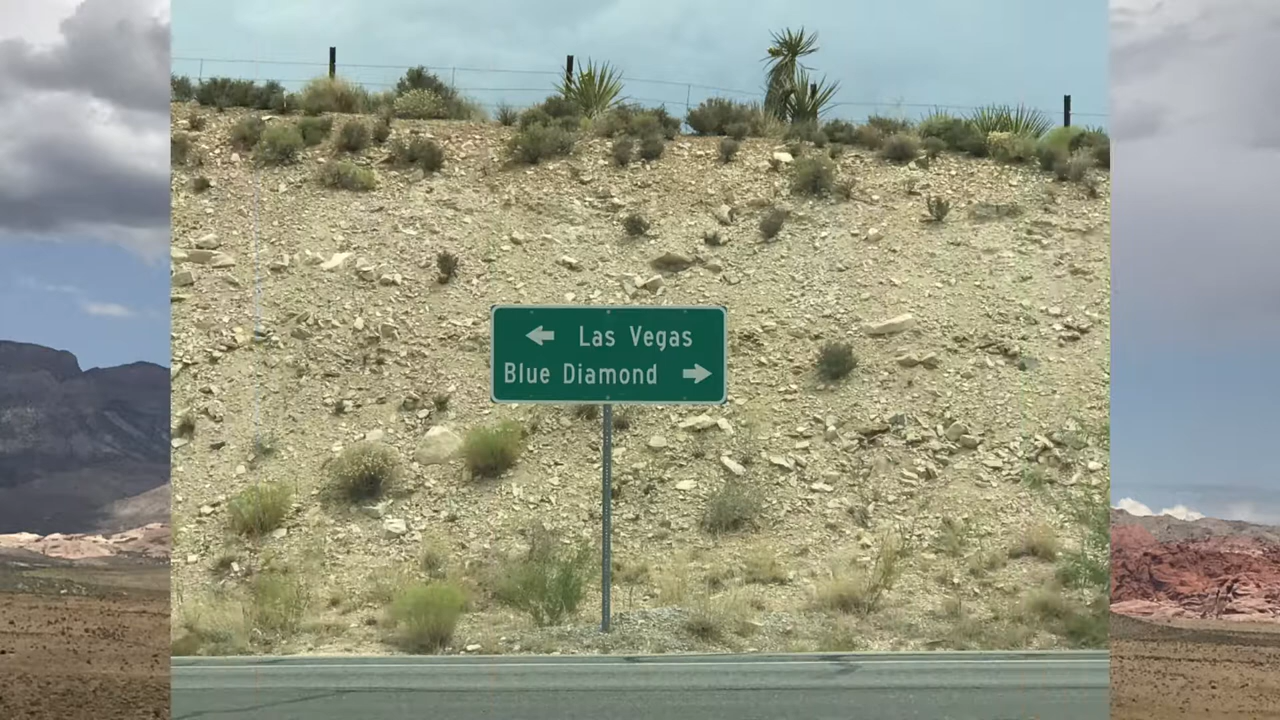 ← Las Vegas
Blue Diamond →